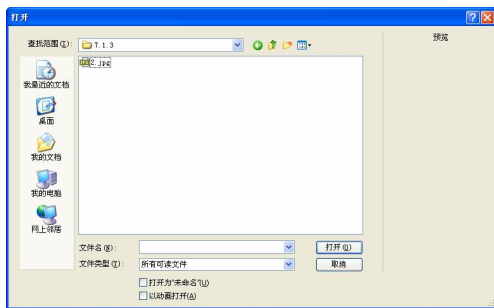 打开
查找范围(I):
7.1.3
预览
2.jpg
我最近的文档
桌面
我的文档
我的电脑
网上邻居
文件名(N):
打开(O)
文件类型(T):
所有可读文件
取消
打开为"未命名"(U)
以动画打开(A)